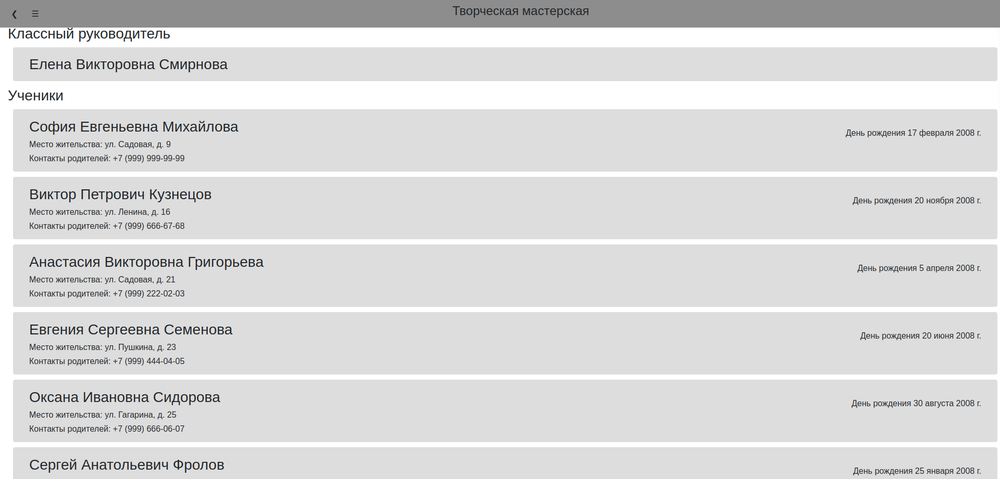 Творческая мастерская
Классный руководитель
Елена Викторовна Смирнова
Ученики
София Евгеньевна Михайлова
День рождения 17 февраля 2008 г.
Место жительства: ул. Садовая, д. 9
Контакты родителей: +7 (999) 999-99-99
Виктор Петрович Кузнецов
День рождения 20 ноября 2008 г.
Место жительства: ул. Ленина, д. 16
Контакты родителей: +7 (999) 666-67-68
Анастасия Викторовна Григорьева
День рождения 5 апреля 2008 г.
Место жительства: ул. Садовая, д. 21
Контакты родителей: +7 (999) 222-02-03
Евгения Сергеевна Семенова
День рождения 20 июня 2008 г.
Место жительства: ул. Пушкина, д. 23
Контакты родителей: +7 (999) 444-04-05
Оксана Ивановна Сидорова
День рождения 30 августа 2008 г.
Место жительства: ул. Гагарина, д. 25
Контакты родителей: +7 (999) 666-06-07
Сергей Анатольевич Фролов
День рождения 25 января 2008 г.